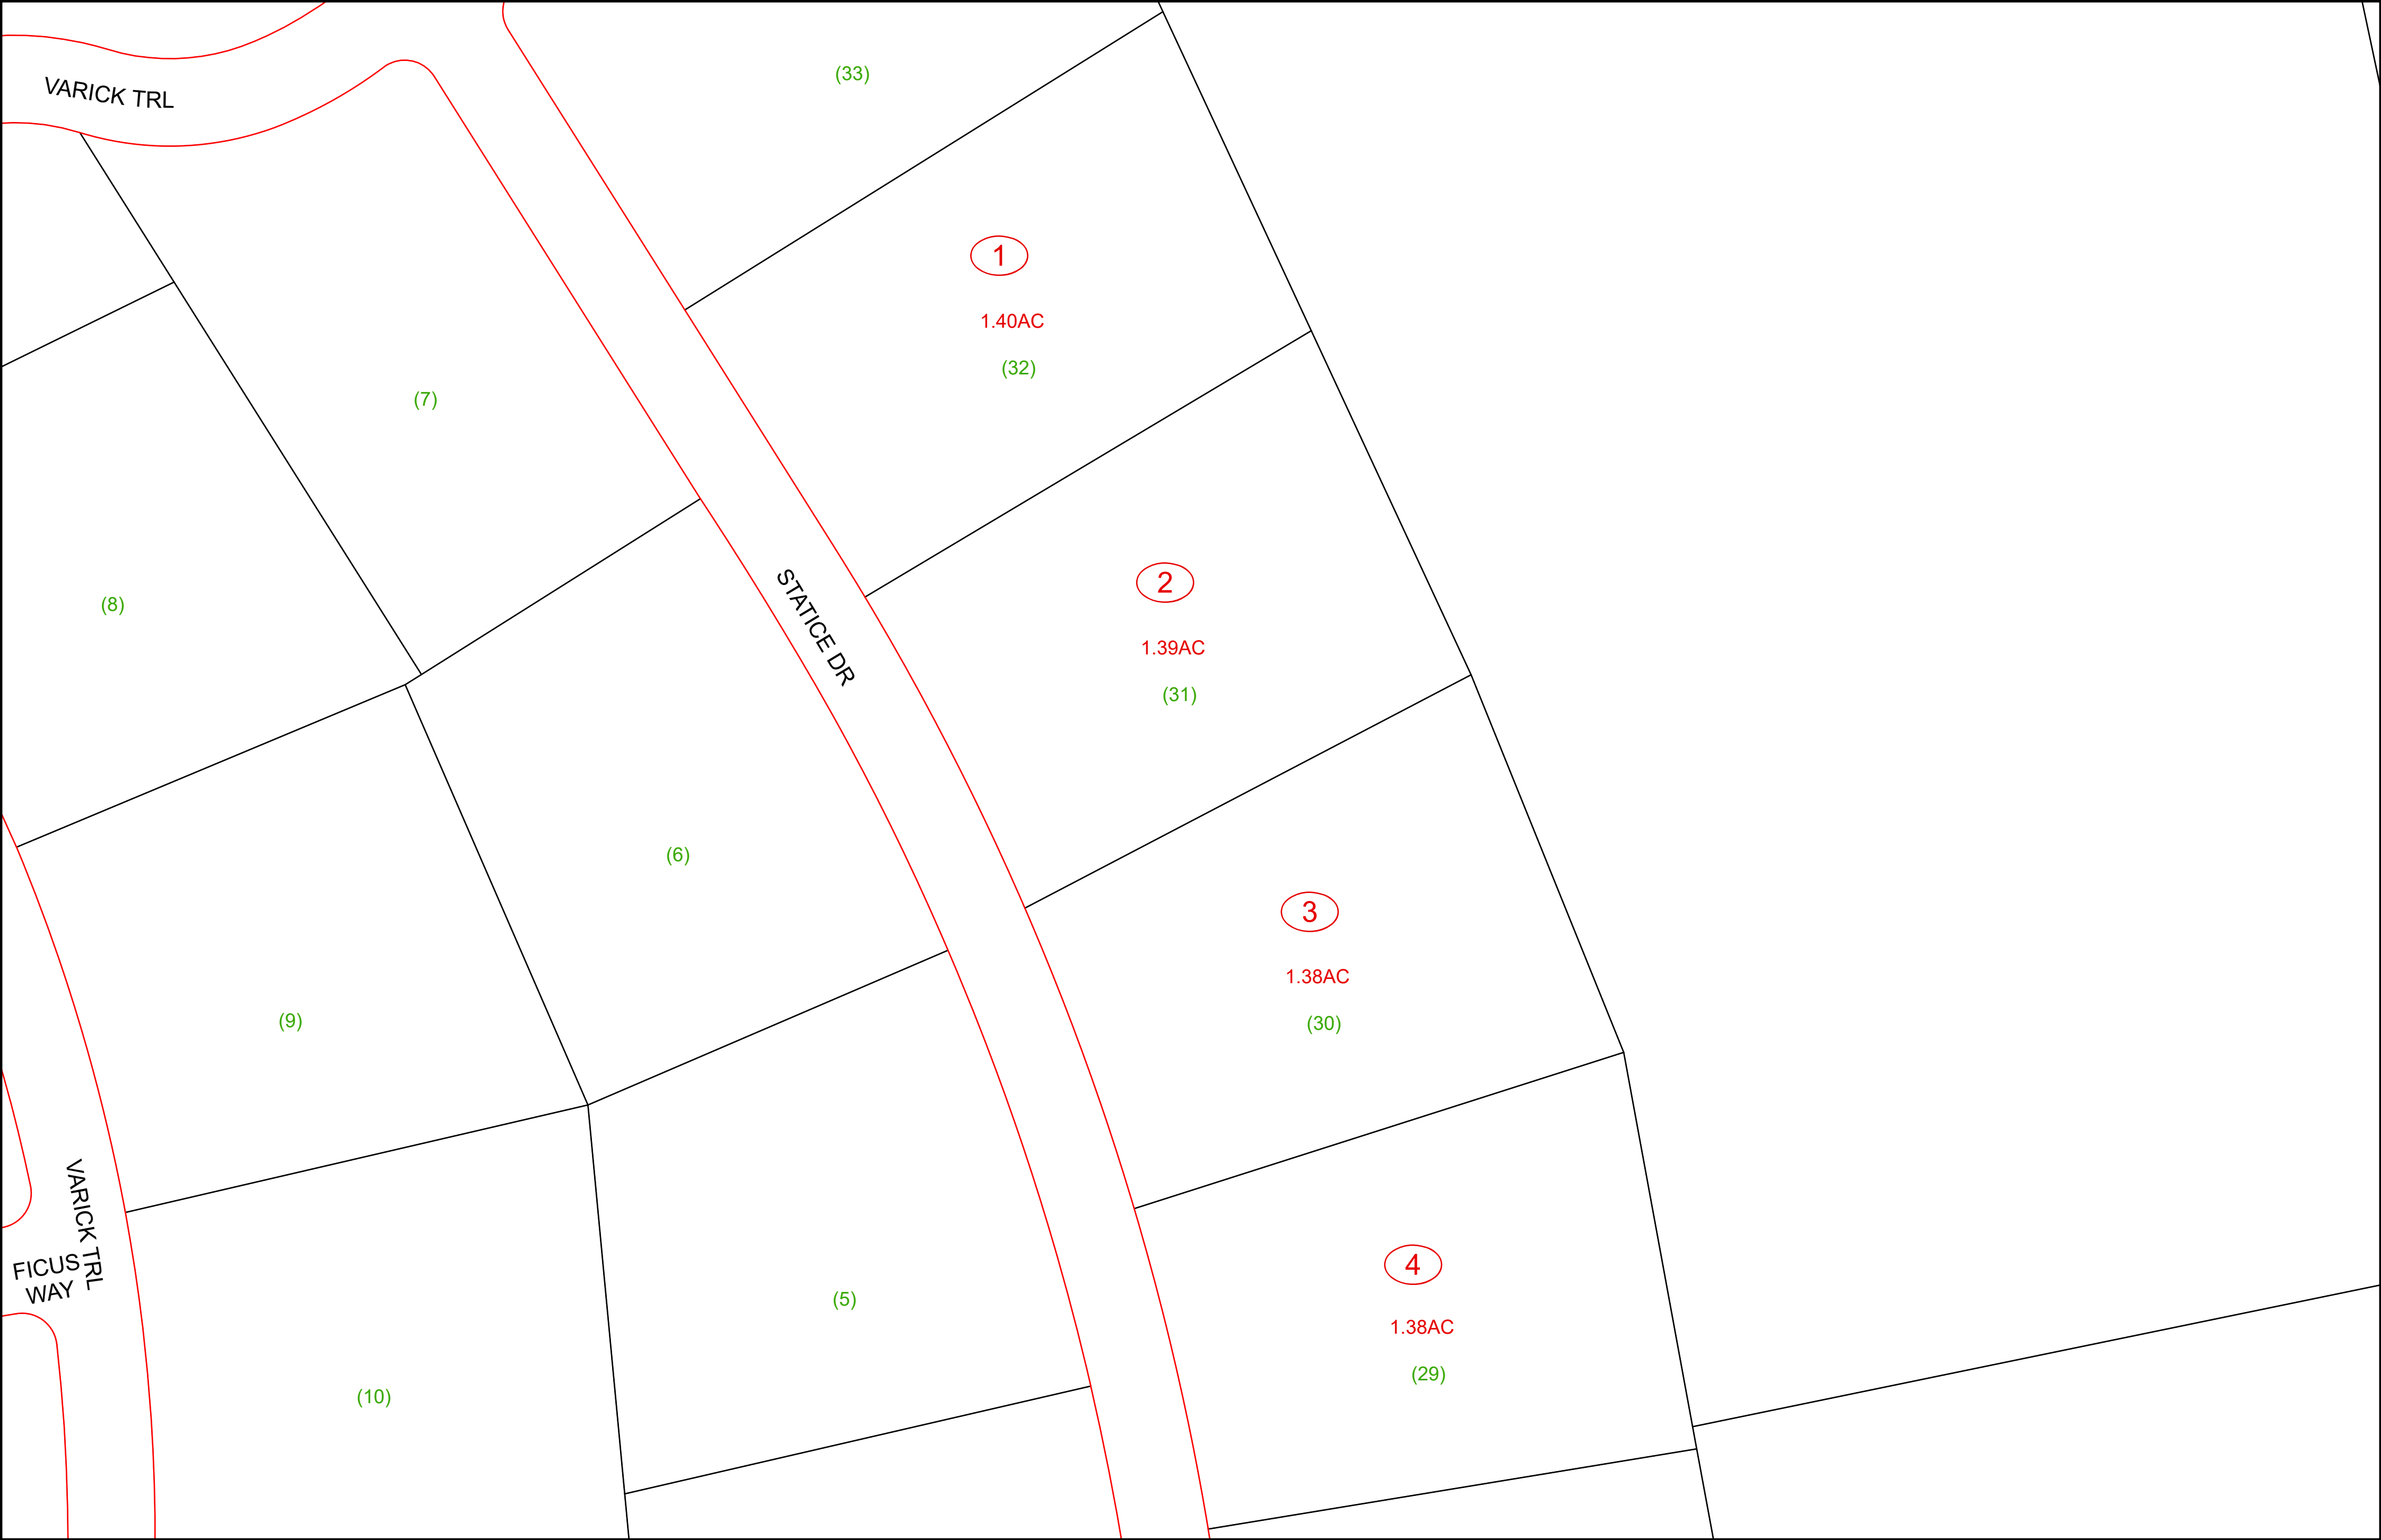 (33)
VARICK TRL
1
1.40AC
(32)
(7)
2
1.39AC
(31)
STATICE DR
(8)
(6)
3
1.38AC
(30)
(9)
VARICK TRL
FICUS
WAY
4
1.38AC
(29)
(5)
(10)